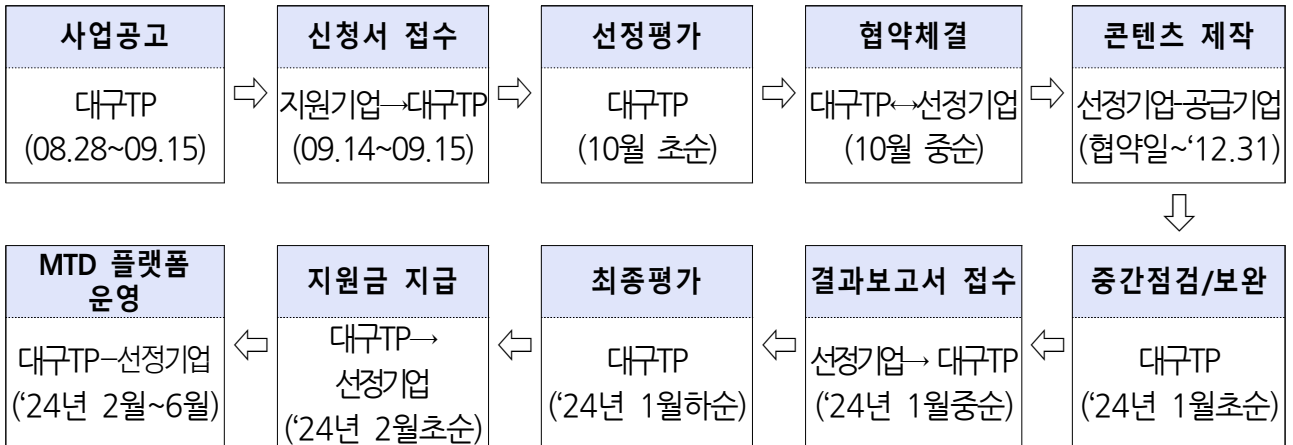 사업공고
대구TP
(08.28~09.15)
신청서 접수
지원기업→대구TP
(09.14~09.15)
선정평가
대구TP
(10월 초순)
협약체결
대구TP↔선정기업
(10월 중순)
콘텐츠 제작
선정기업-공급기업
(협약일~‘12.31)
중간점검/보완
대구TP
(‘24년 1월초순)
결과보고서 접수
선정기업→ 대구TP
(‘24년 1월중순)
최종평가
대구TP
(‘24년 1월하순)
지원금 지급
대구TP→
선정기업
(‘24년 2월초순)
MTD 플랫폼
운영
대구TP–선정기업
(‘24년 2월~6월)